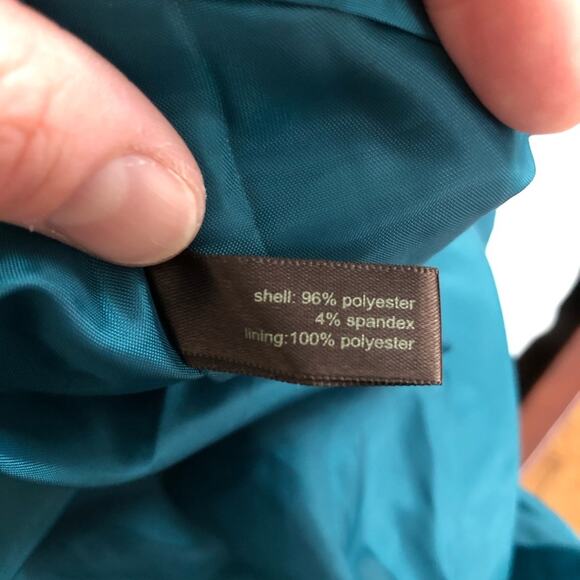 shell: 96% polyester
4% spandex
lining:100% polyester